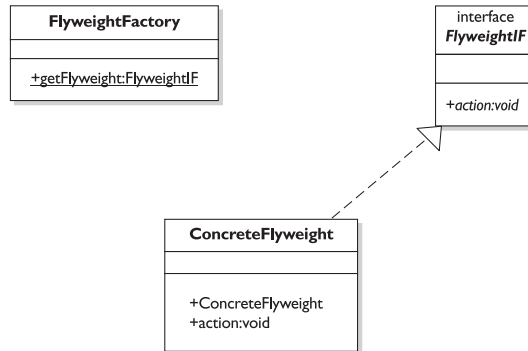 FlyweightFactory
+getFlyweight:FlyweightIF
interface
FlyweightIF
+action:void
ConcreteFlyweight
+ConcreteFlyweight
+action:void